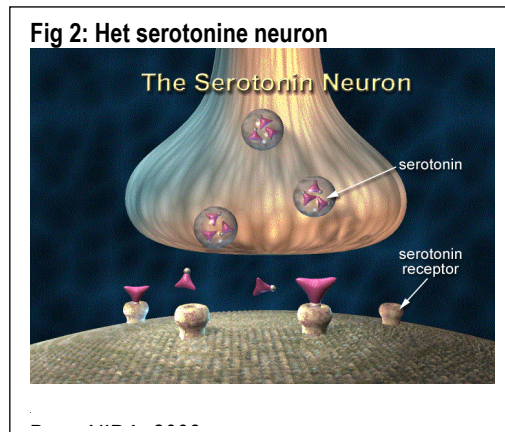 Fig 2: Het serotonine neuron
The Serotonin Neuron
serotonin
serotonin
receptor